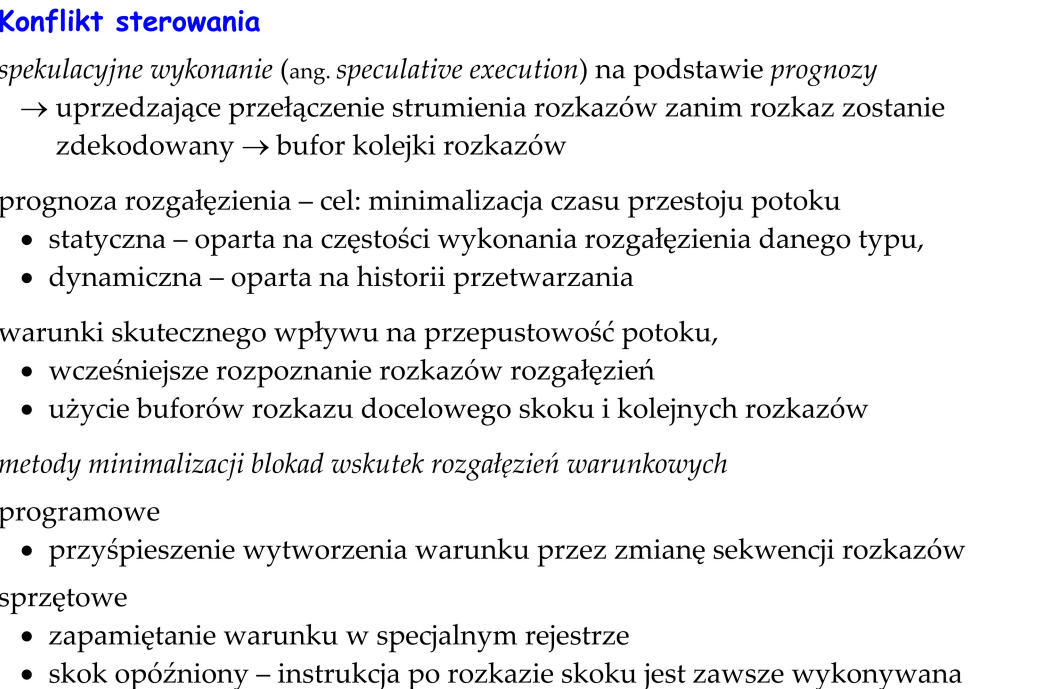 Konflikt sterowania
spekulacyjne wykonanie (ang. speculative execution) na podstawie prognozy
→ uprzedzające przełączenie strumienia rozkazów zanim rozkaz zostanie
zdekodowany → bufor kolejki rozkazów
prognoza rozgałęzienia – cel: minimalizacja czasu przestoju potoku
• statyczna – oparta na częstości wykonania rozgałęzienia danego typu,
• dynamiczna – oparta na historii przetwarzania
warunki skutecznego wpływu na przepustowość potoku,
• wcześniejsze rozpoznanie rozkazów rozgałęzień
• użycie buforów rozkazu docelowego skoku i kolejnych rozkazów
metody minimalizacji blokad wskutek rozgałęzień warunkowych
programowe
• przyśpieszenie wytworzenia warunku przez zmianę sekwencji rozkazów
sprzętowe
• zapamiętanie warunku w specjalnym rejestrze
• skok opóźniony – instrukcja po rozkazie skoku jest zawsze wykonywana